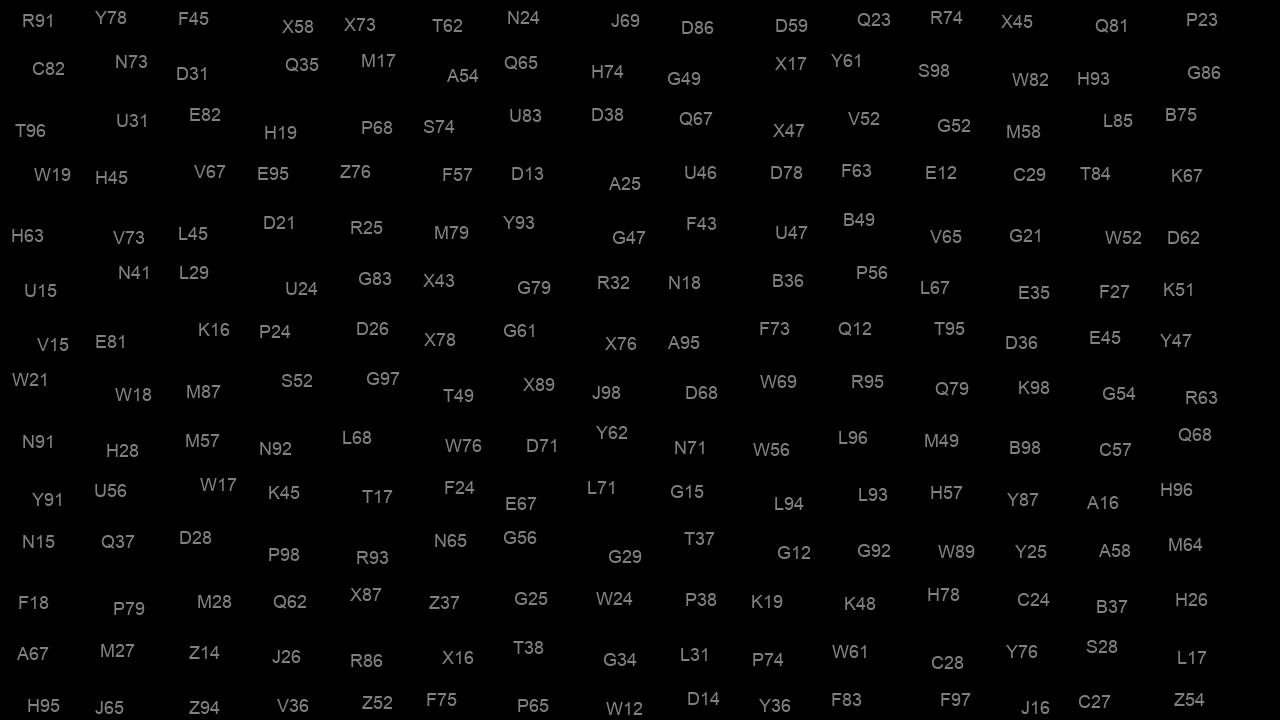 R91 Y78 F45 X58 X73 T62 N24 J69 D86 D59 Q23 R74 X45 Q81 P23
C82 N73 D31 Q35 M17 A54 Q65 H74 G49 X17 Y61 S98 W82 H93 G86
T96 U31 E82 H19 P68 S74 U83 D38 Q67 X47 V52 G52 M58 L85 B75
W19 H45 V67 E95 Z76 F57 D13 A25 U46 D78 F63 E12 C29 T84 K67
H63 V73 L45 D21 R25 M79 Y93 G47 F43 U47 B49 V65 G21 W52 D62
U15 N41 L29 U24 G83 X43 G79 R32 N18 B36 P56 L67 E35 F27 K51
V15 E81 K16 P24 D26 X78 G61 X76 A95 F73 Q12 T95 D36 E45 Y47
W21 W18 M87 S52 G97 T49 X89 J98 D68 W69 R95 Q79 K98 G54 R63
N91 H28 M57 N92 L68 W76 D71 Y62 N71 W56 L96 M49 B98 C57 Q68
Y91 U56 W17 K45 T17 F24 E67 L71 G15 L94 L93 H57 Y87 A16 H96
N15 Q37 D28 P98 R93 N65 G56 G29 T37 G12 G92 W89 Y25 A58 M64
F18 P79 M28 Q62 X87 Z37 G25 W24 P38 K19 K48 H78 C24 B37 H26
A67 M27 Z14 J26 R86 X16 T38 G34 L31 P74 W61 C28 Y76 S28 L17
H95 J65 Z94 V36 Z52 F75 P65 W12 D14 Y36 F83 F97 J16 C27 Z54